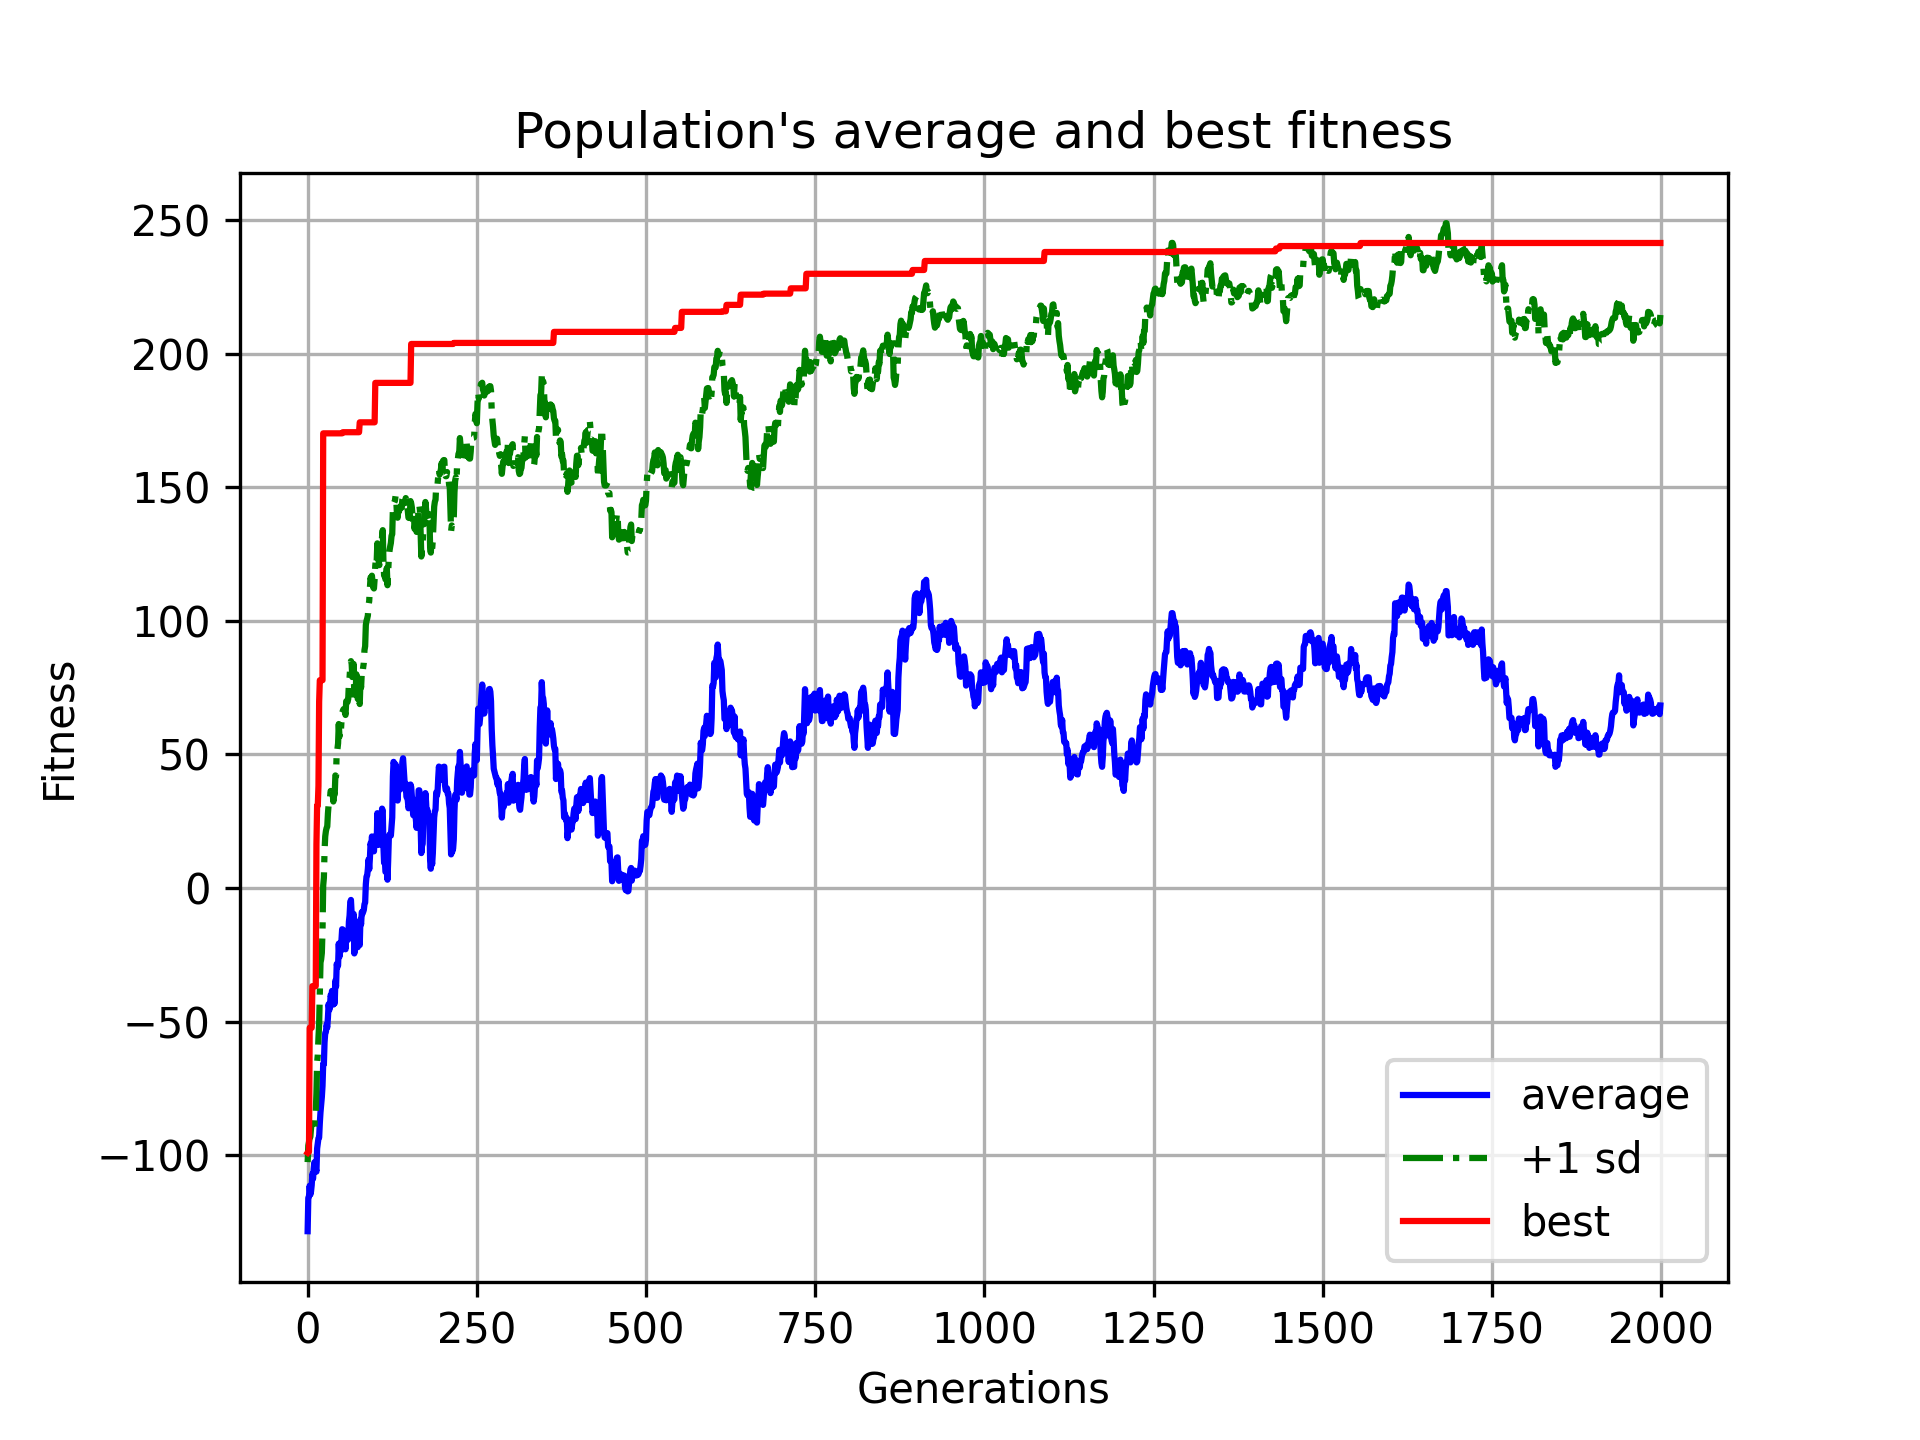 Population's average and best fitness
Fitness
250
200
150
100
50
0
−50
−100
0 250 500 750 1000 1250 1500 1750 2000
Generations
average
+1 sd
best